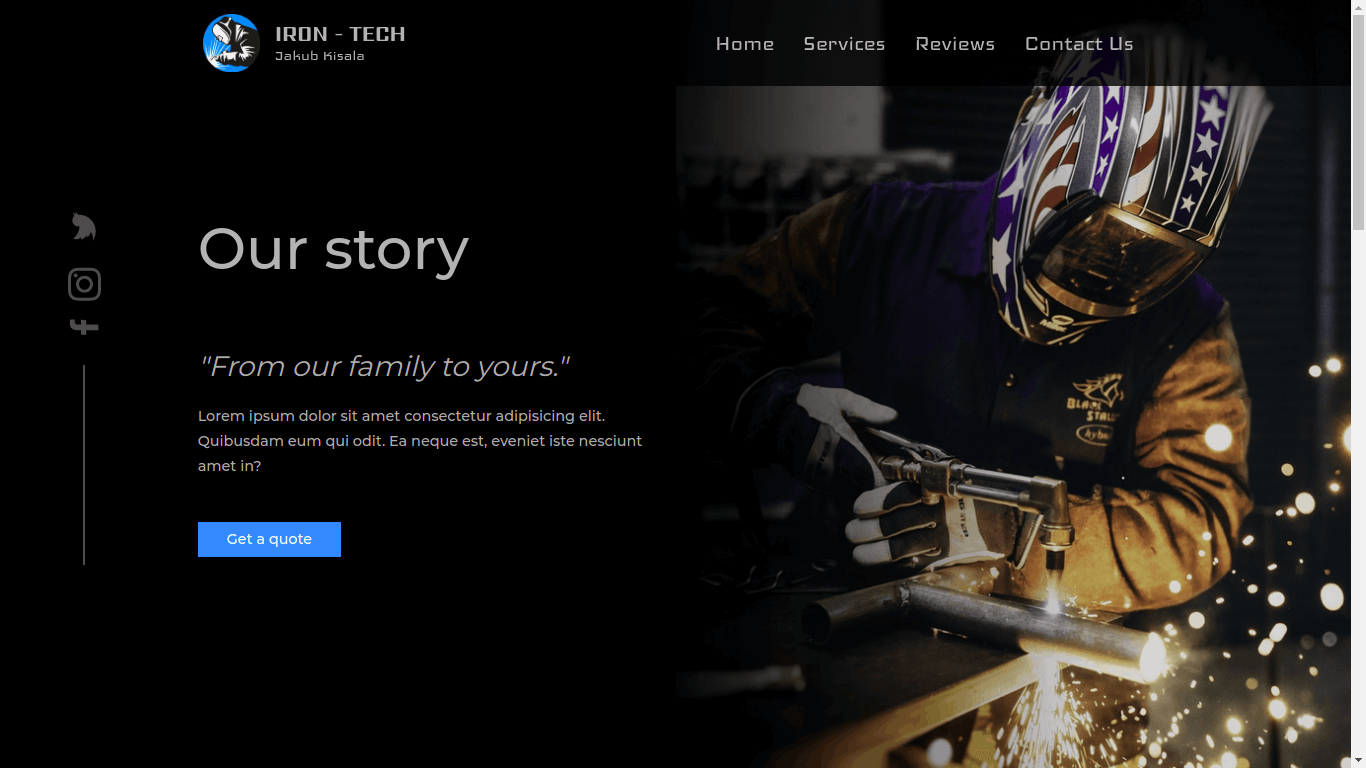 IRON - TECH
Jakub Kisala
Home Services Reviews Contact Us
Our story
"From our family to yours."
Lorem ipsum dolor sit amet consectetur adipisicing elit.
Quibusdam eum qui odit. Ea neque est, eveniet iste nesciunt
amet in?
Get a quote